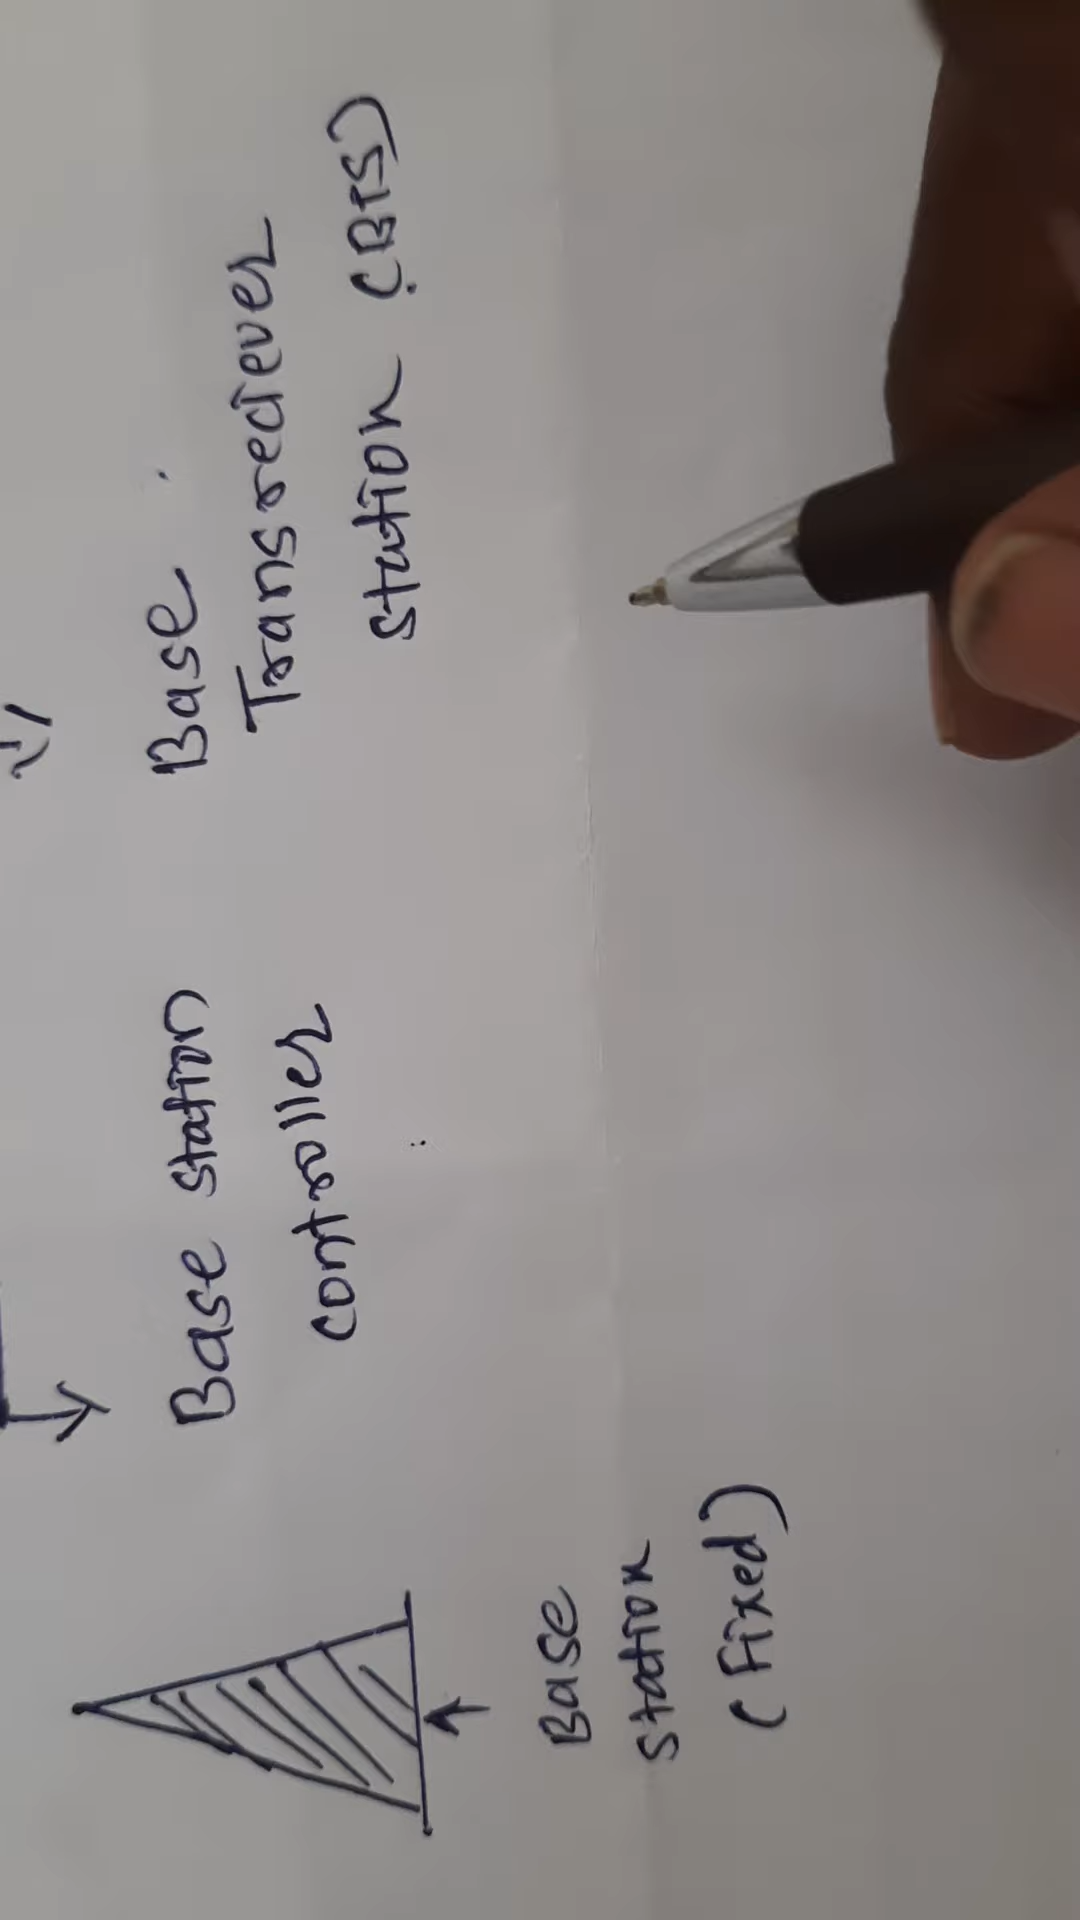 Base station
controller
Base
Transreciever
station (BTS)
Base
station
(fixed)